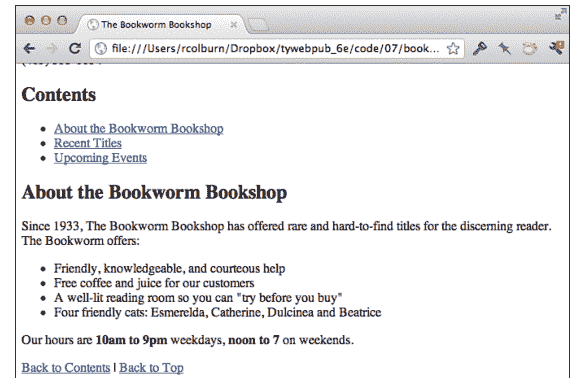 The Bookworm Bookshop
file:///Users/rcolburn/Dropbox/tywebpub_6e/code/07/book...
Contents
• About the Bookworm Bookshop
• Recent Titles
• Upcoming Events
About the Bookworm Bookshop
Since 1933, The Bookworm Bookshop has offered rare and hard-to-find titles for the discerning reader.
The Bookworm offers:
• Friendly, knowledgeable, and courteous help
• Free coffee and juice for our customers
• A well-lit reading room so you can "try before you buy"
• Four friendly cats: Esmerelda, Catherine, Dulcinea and Beatrice
Our hours are 10am to 9pm weekdays, noon to 7 on weekends.
Back to Contents | Back to Top